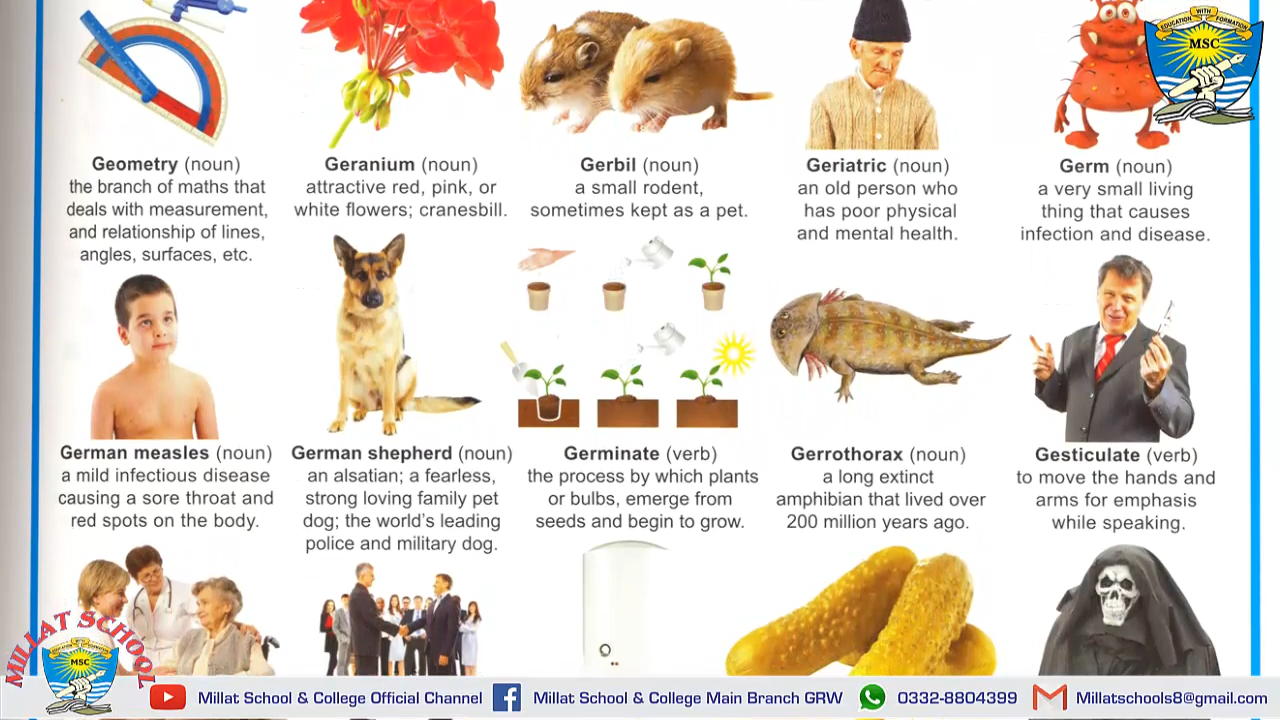 EDUCATION WITH FORMATION
MSC
Geometry (noun)
the branch of maths that
deals with measurement,
and relationship of lines,
angles, surfaces, etc.
Geranium (noun)
attractive red, pink, or
white flowers; cranesbill.
Gerbil (noun)
a small rodent,
sometimes kept as a pet.
Geriatric (noun)
an old person who
has poor physical
and mental health.
Germ (noun)
a very small living
thing that causes
infection and disease.
German measles (noun)
a mild infectious disease
causing a sore throat and
red spots on the body.
German shepherd (noun)
an alsatian; a fearless,
strong loving family pet
dog; the world's leading
police and military dog.
Germinate (verb)
the process by which plants
or bulbs, emerge from
seeds and begin to grow.
Gerrothorax (noun)
a long extinct
amphibian that lived over
200 million years ago.
Gesticulate (verb)
to move the hands and
arms for emphasis
while speaking.
MILLAT SCHOOL
MSC
Millat School & College Official Channel
Millat School & College Main Branch GRW
0332-8804399
Millatschools8@gmail.com